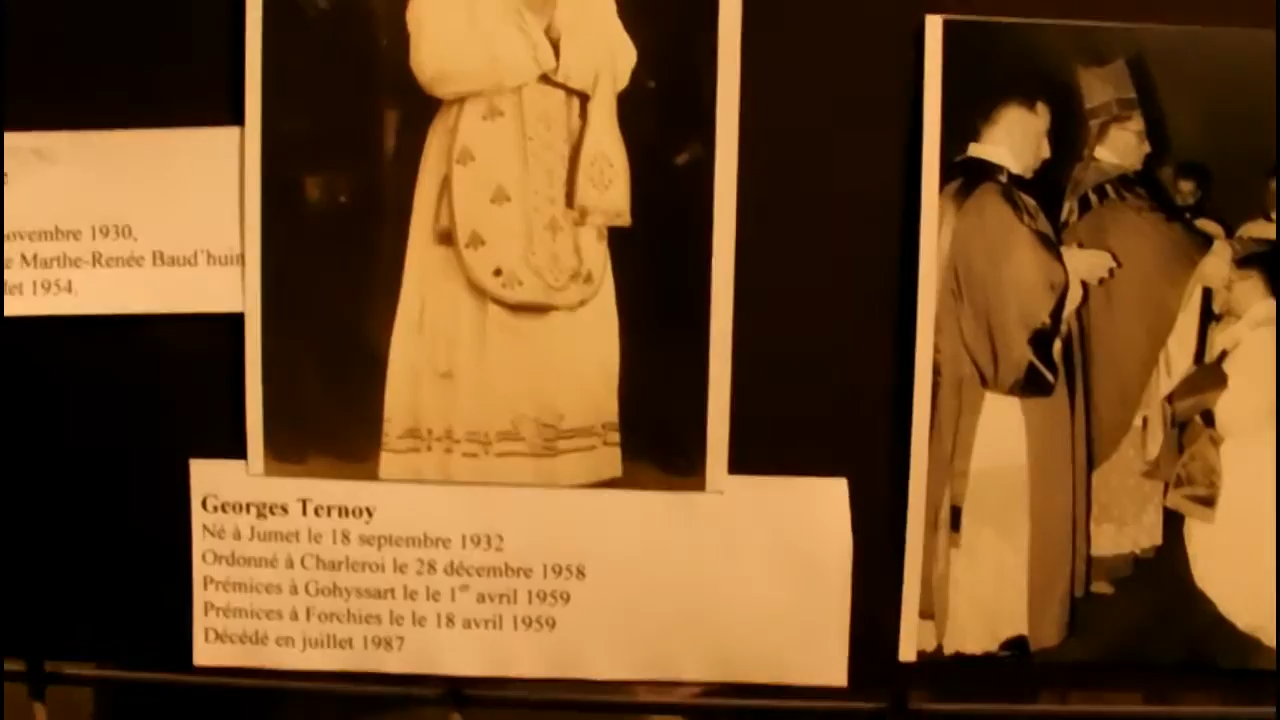 ovembre 1930,
e Marthe-Renée Baud'huin
let 1954.
Georges Ternoy
Né à Jumet le 18 septembre 1932
Ordonné à Charleroi le 28 décembre 1958
Prémices à Gohyssart le le 1er avril 1959
Prémices à Forchies le le 18 avril 1959
Décédé en juillet 1987